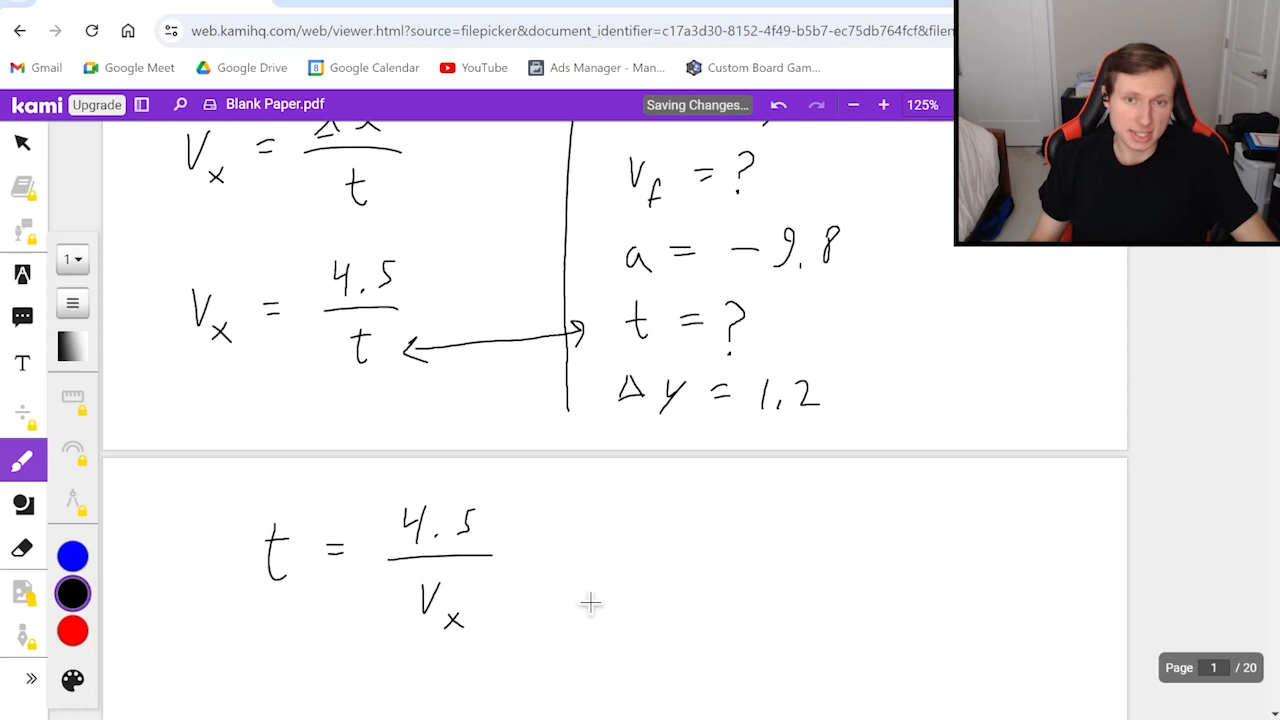 web.kamihq.com/web/viewer.html?source=filepicker&document_identifier=c17a3d30-8152-4f49-b5b7-ec75db764fcf&filen
Gmail
Google Meet
Google Drive
8
Google Calendar
YouTube
Ads Manager - Man...
Custom Board Gam...
kami
Upgrade
Blank Paper.pdf
Saving Changes...
125%
Vx = Δx / t
Vx = 4.5 / t
vf = ?
a = -9.8
t = ?
Δy = 1.2
t = 4.5 / Vx
1
A
T
Page 1 / 20